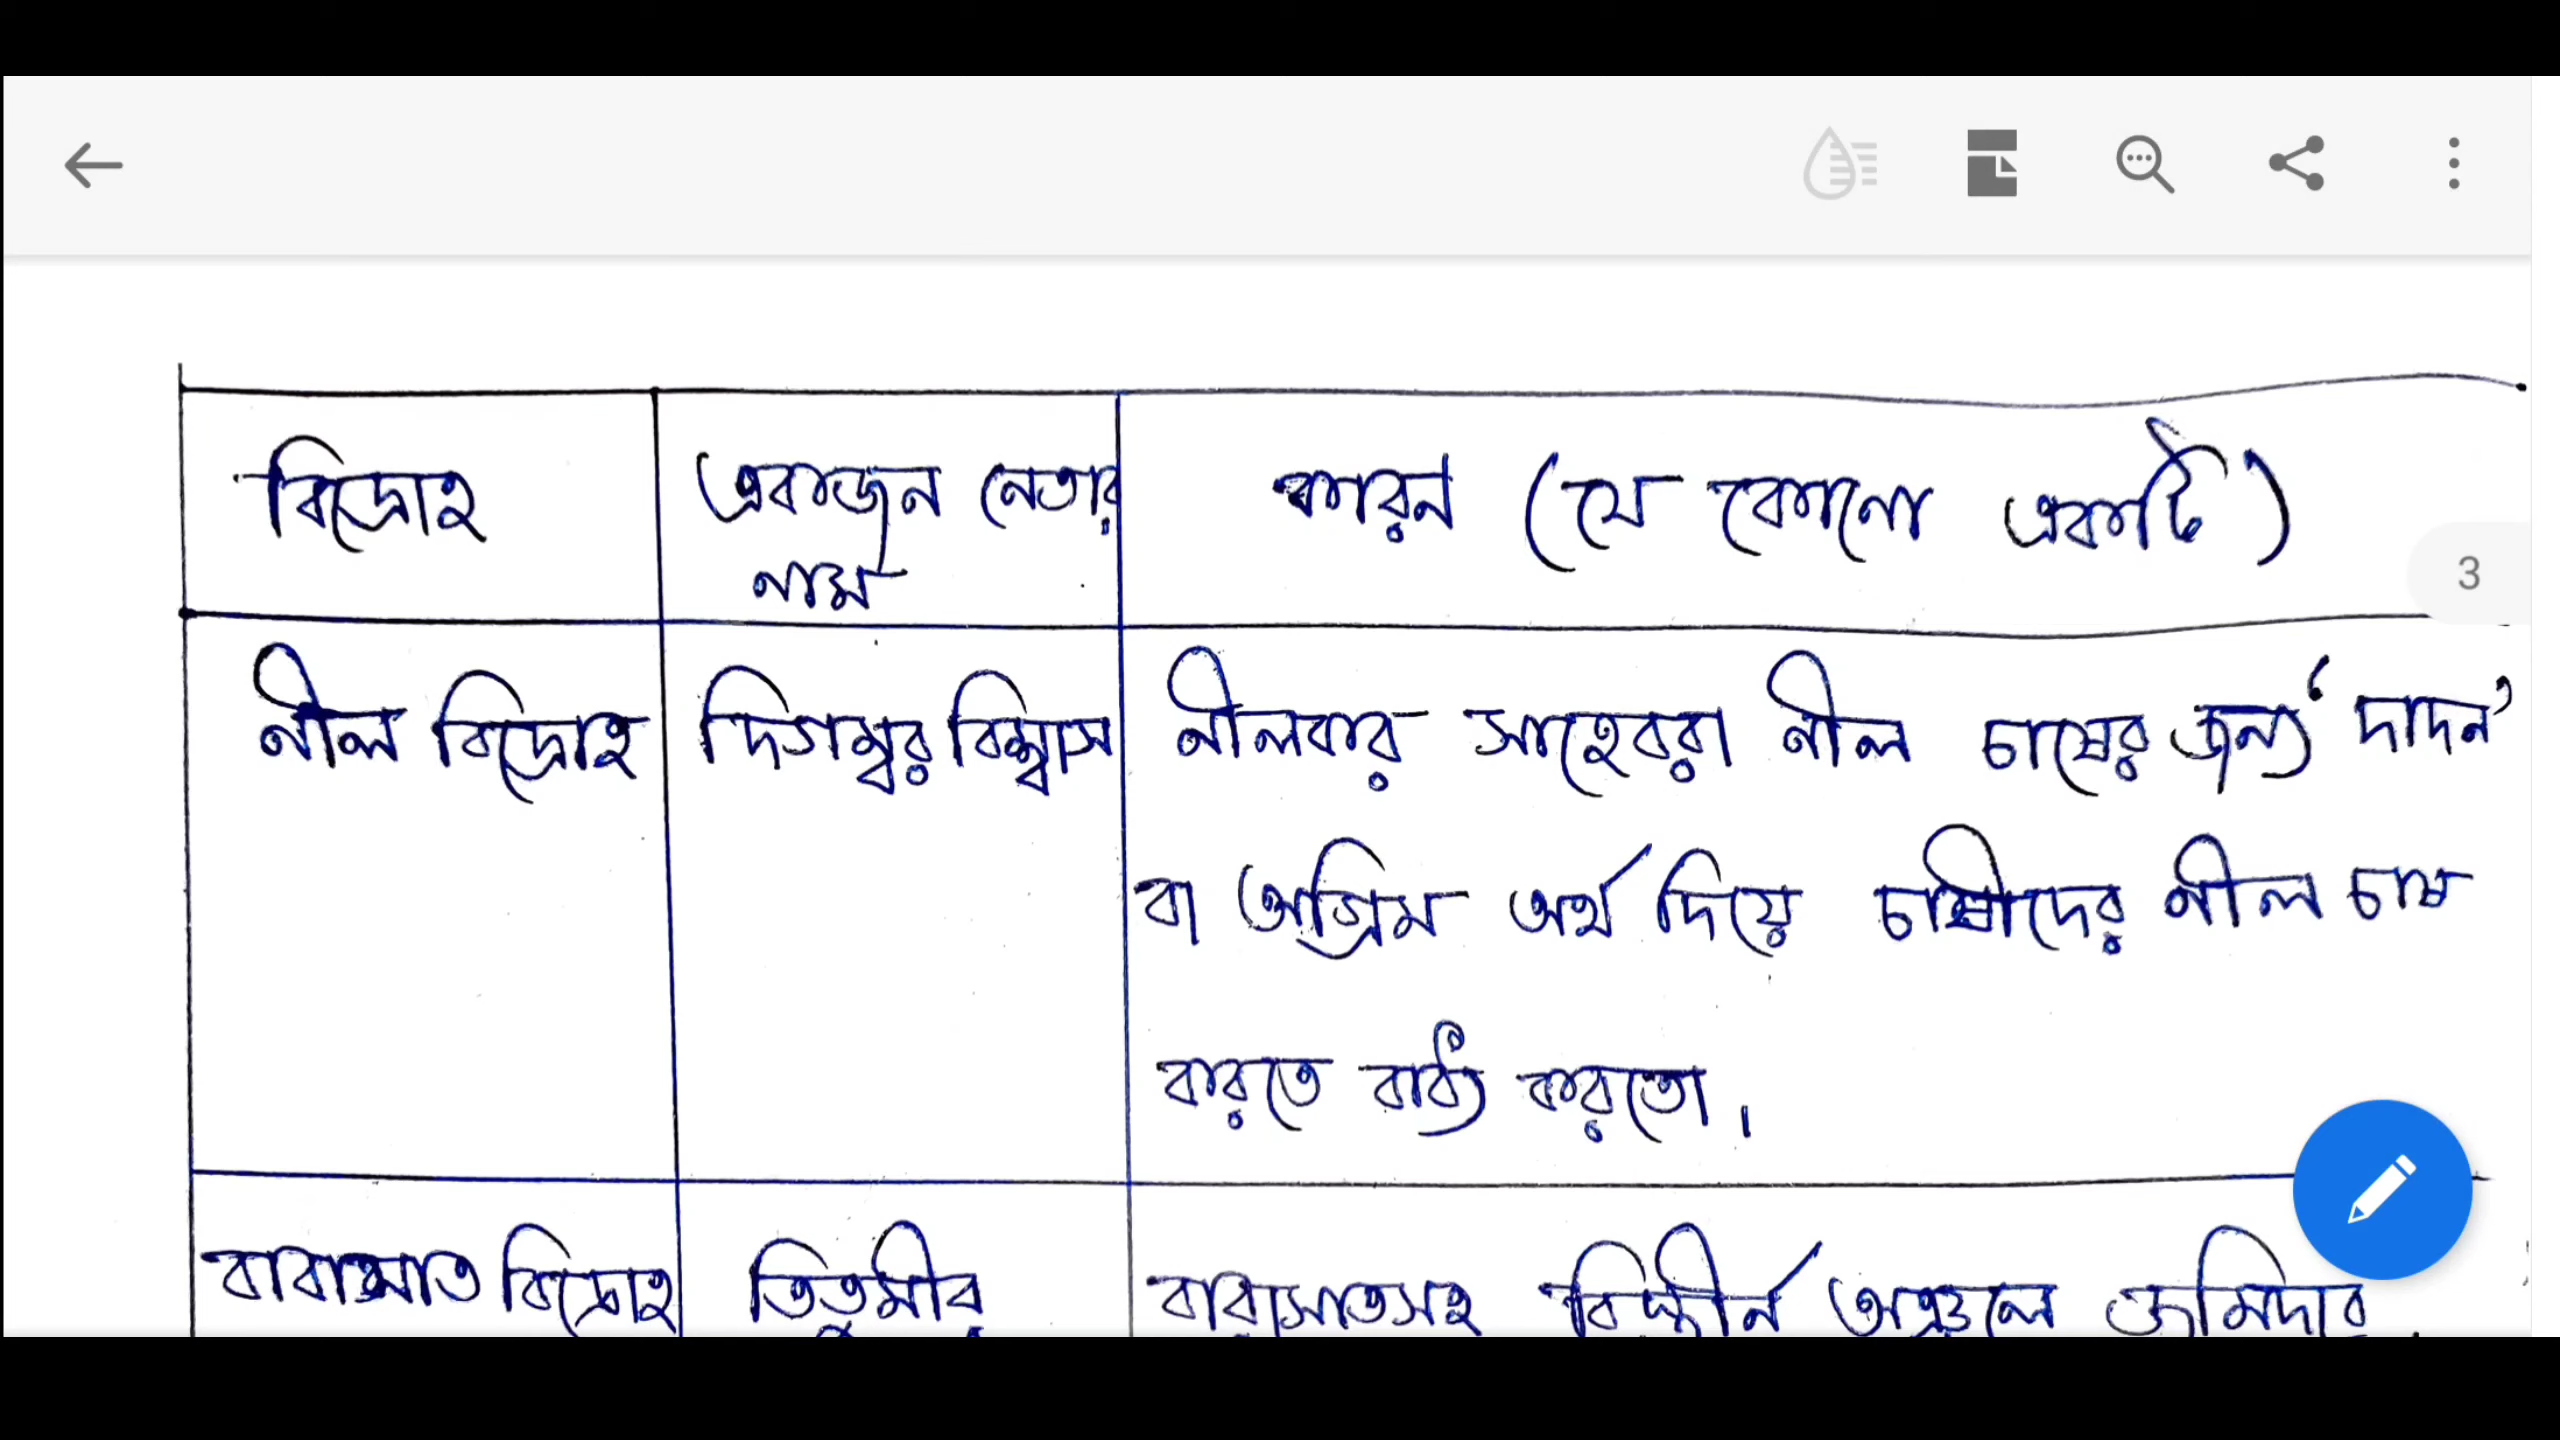 বিদ্রোহ একজন নেতার কারন (যে কোনো একটি)
নাম
3
নীল বিদ্রোহ দিগম্বর বিশ্বাস নীলকর সাহেবরা নীল চাষের জন্য 'দাদন'
বা অগ্রিম অর্থ দিয়ে চাষীদের নীল চাষ
করতে বাধ্য করতো।
বারাসাত বিদ্রোহ তিতুমীর বারাসাতসহ বিস্তীর্ন অঞ্চলে জমিদার